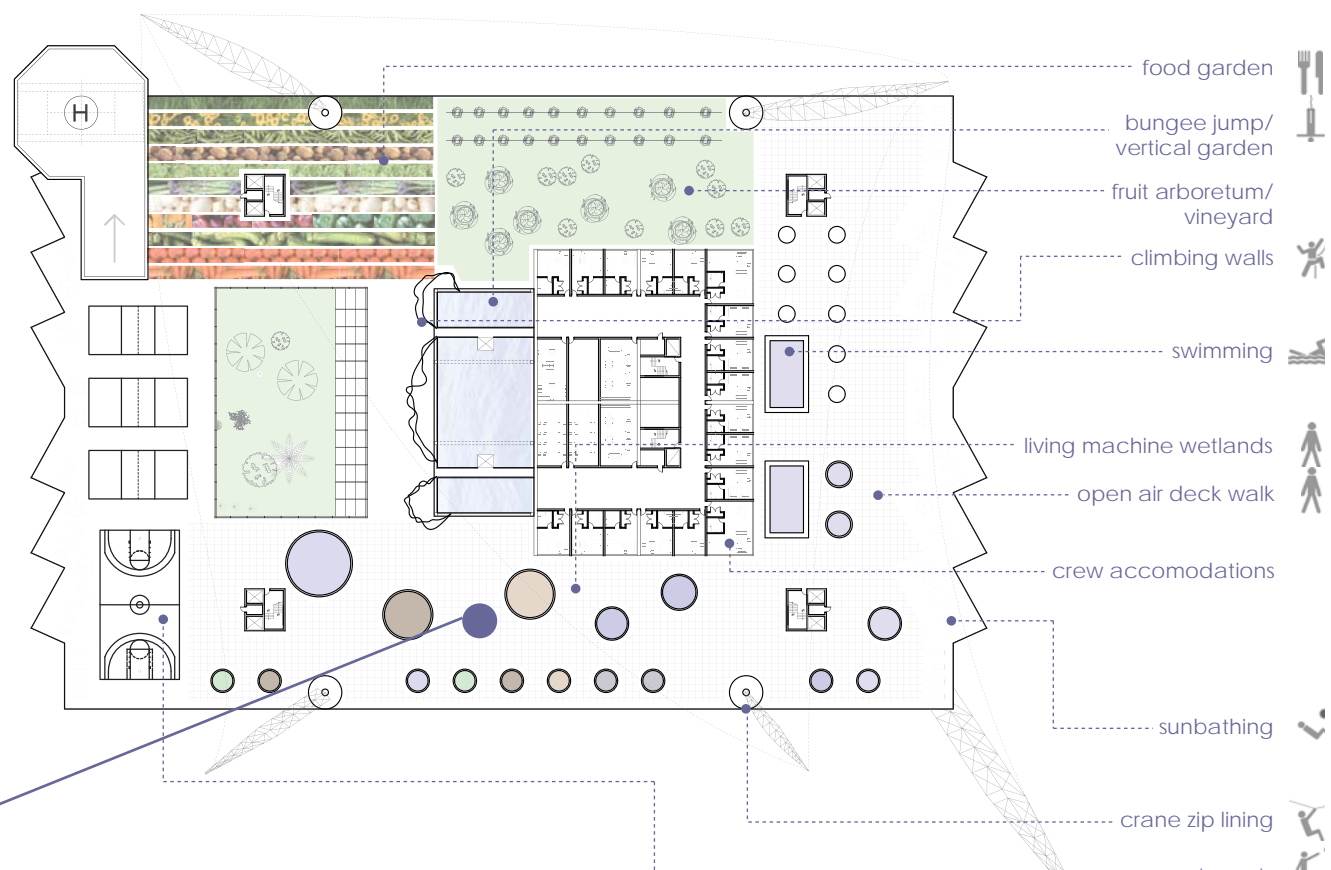 food garden
H
bungee jump/
vertical garden
fruit arboretum/
vineyard
climbing walls
swimming
living machine wetlands
open air deck walk
crew accomodations
sunbathing
crane zip lining